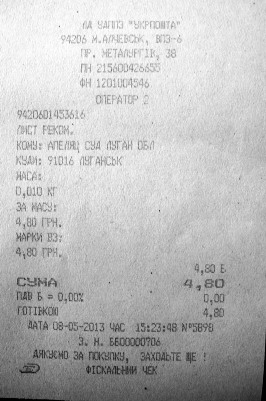 ЛД УДППЗ "УКРПОШТА"
94206 М.АЛЧЕВСЬК, ВПЗ-6
ПР. МЕТАЛУРГІВ, 38
ПН 215600426655
ФН 1201004546
ОПЕРАТОР 2
9420601453616
ЛИСТ РЕКОМ.
КОМУ: АПЕЛЯЦ СУД ЛУГАН ОБЛ
КУДИ: 91016 ЛУГАНСЬК
МАСА:
0,010 КГ
ЗА МАСУ:
4,80 ГРН.
МАРКИ ВЗ:
4,80 ГРН.
4,80 Б
СУМА 4,80
ПДВ Б = 0,00% 0,00
ГОТІВКОЮ 4,80
ДАТА 08-05-2013 ЧАС 15:23:48 №5898
З. Н. ББ00000706
ДЯКУЄМО ЗА ПОКУПКУ, ЗАХОДЬТЕ ЩЕ !
ФІСКАЛЬНИЙ ЧЕК